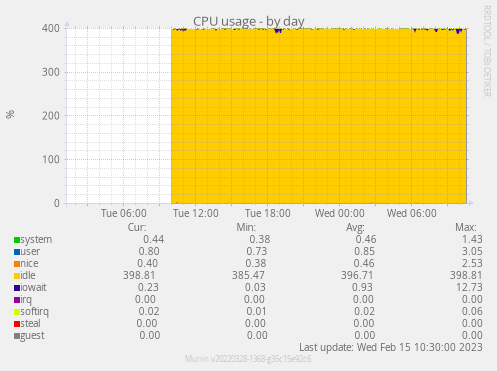 CPU usage - by day
RRDTOOL / TOBI OETIKER
%
400
300
200
100
0
Tue 06:00 Tue 12:00 Tue 18:00 Wed 00:00 Wed 06:00
Cur: Min: Avg: Max:
system 0.44 0.38 0.46 1.43
user 0.80 0.73 0.85 3.05
nice 0.40 0.38 0.46 2.53
idle 398.81 385.47 396.71 398.81
iowait 0.23 0.03 0.93 12.73
irq 0.00 0.00 0.00 0.00
softirq 0.02 0.01 0.02 0.06
steal 0.00 0.00 0.00 0.00
guest 0.00 0.00 0.00 0.00
Last update: Wed Feb 15 10:30:00 2023
Munin v20220328-1368-g35c15e92c6